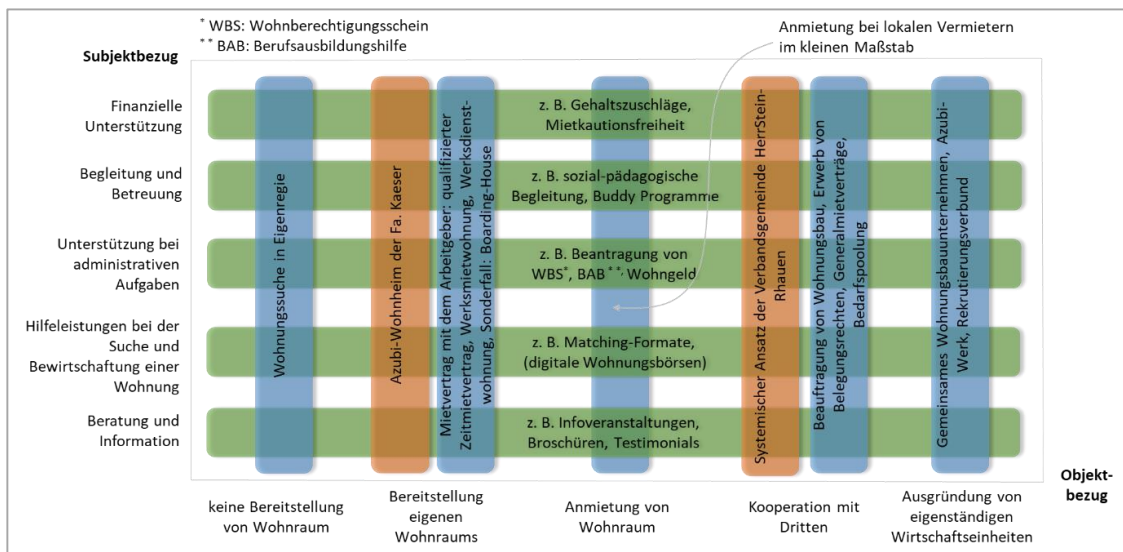 * WBS: Wohnberechtigungsschein
** BAB: Berufsausbildungshilfe
Anmietung bei lokalen Vermietern
im kleinen Maßstab
Subjektbezug
Finanzielle
Unterstützung
z. B. Gehaltszuschläge,
Mietkautionsfreiheit
Begleitung und
Betreuung
z. B. sozial-pädagogische
Begleitung, Buddy Programme
Unterstützung bei
administrativen
Aufgaben
z. B. Beantragung von
WBS*, BAB**, Wohngeld
Hilfeleistungen bei der
Suche und
Bewirtschaftung einer
Wohnung
z. B. Matching-Formate,
(digitale Wohnungsbörsen)
Beratung und
Information
z. B. Infoveranstaltungen,
Broschüren, Testimonials
Wohnungssuche in Eigenregie
Azubi-Wohnheim der Fa. Kaeser
Mietvertrag mit dem Arbeitgeber: qualifizierter
Zeitmietvertrag, Werksmietwohnung, Werksdienst-
wohnung, Sonderfall: Boarding-House
Systemischer Ansatz der Verbandsgemeinde HerrStein-
Rhauen
Beauftragung von Wohnungsbau, Erwerb von
Belegungsrechten, Generalmietverträge,
Bedarfspoolung
Gemeinsames Wohnungsbauunternehmen, Azubi-
Werk, Rekrutierungsverbund
Objekt-
bezug
keine Bereitstellung
von Wohnraum
Bereitstellung
eigenen
Wohnraums
Anmietung von
Wohnraum
Kooperation mit
Dritten
Ausgründung von
eigenständigen
Wirtschaftseinheiten